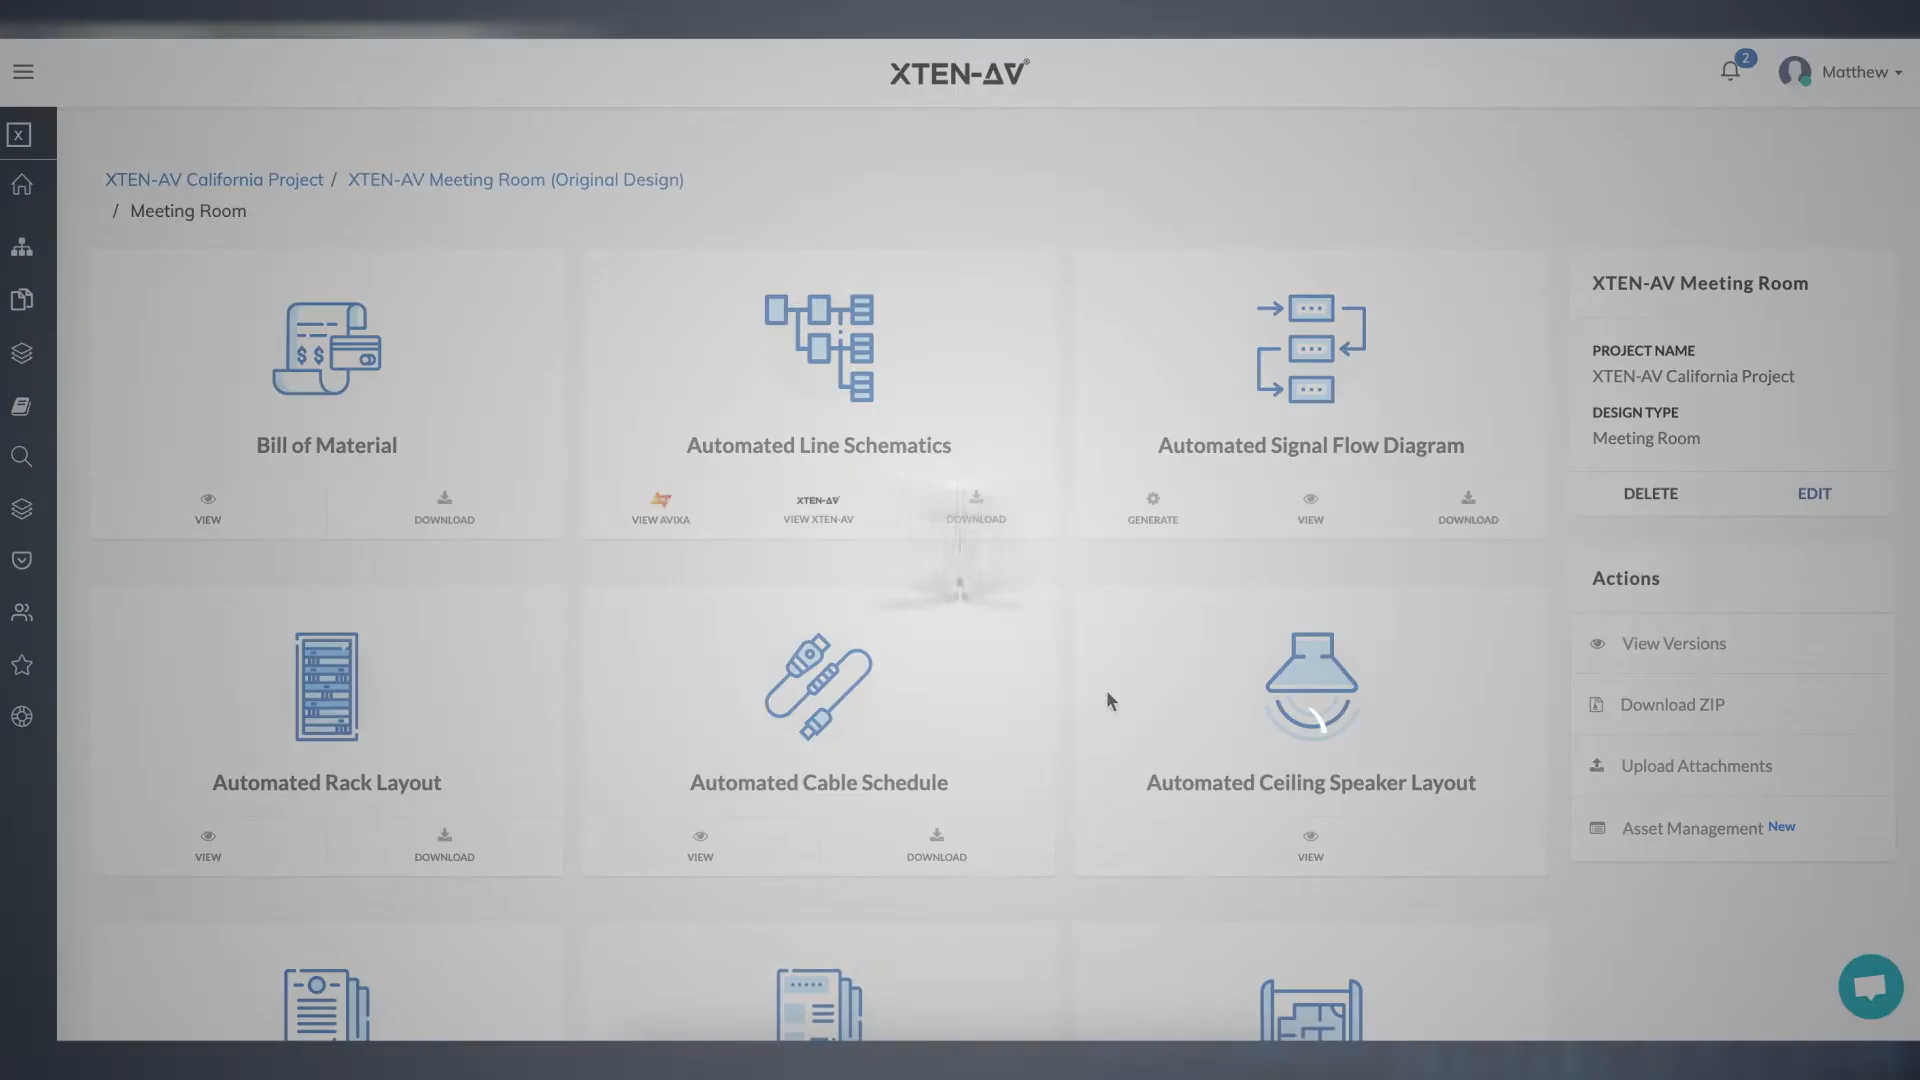 XTEN-AV®
2
Matthew
X
XTEN-AV California Project / XTEN-AV Meeting Room (Original Design)
/ Meeting Room
Bill of Material
VIEW
DOWNLOAD
Automated Line Schematics
XTEN-AV
VIEW AVIXA
VIEW XTEN-AV
DOWNLOAD
Automated Signal Flow Diagram
GENERATE
VIEW
DOWNLOAD
Automated Rack Layout
VIEW
DOWNLOAD
Automated Cable Schedule
VIEW
DOWNLOAD
Automated Ceiling Speaker Layout
VIEW
XTEN-AV Meeting Room
PROJECT NAME
XTEN-AV California Project
DESIGN TYPE
Meeting Room
DELETE
EDIT
Actions
View Versions
Download ZIP
Upload Attachments
Asset Management New